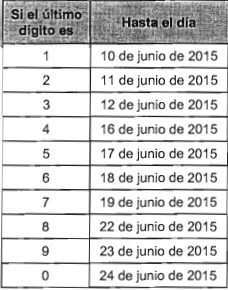 Si el último
dígito es
Hasta el día
1 10 de junio de 2015
2 11 de junio de 2015
3 12 de junio de 2015
4 16 de junio de 2015
5 17 de junio de 2015
6 18 de junio de 2015
7 19 de junio de 2015
8 22 de junio de 2015
9 23 de junio de 2015
0 24 de junio de 2015